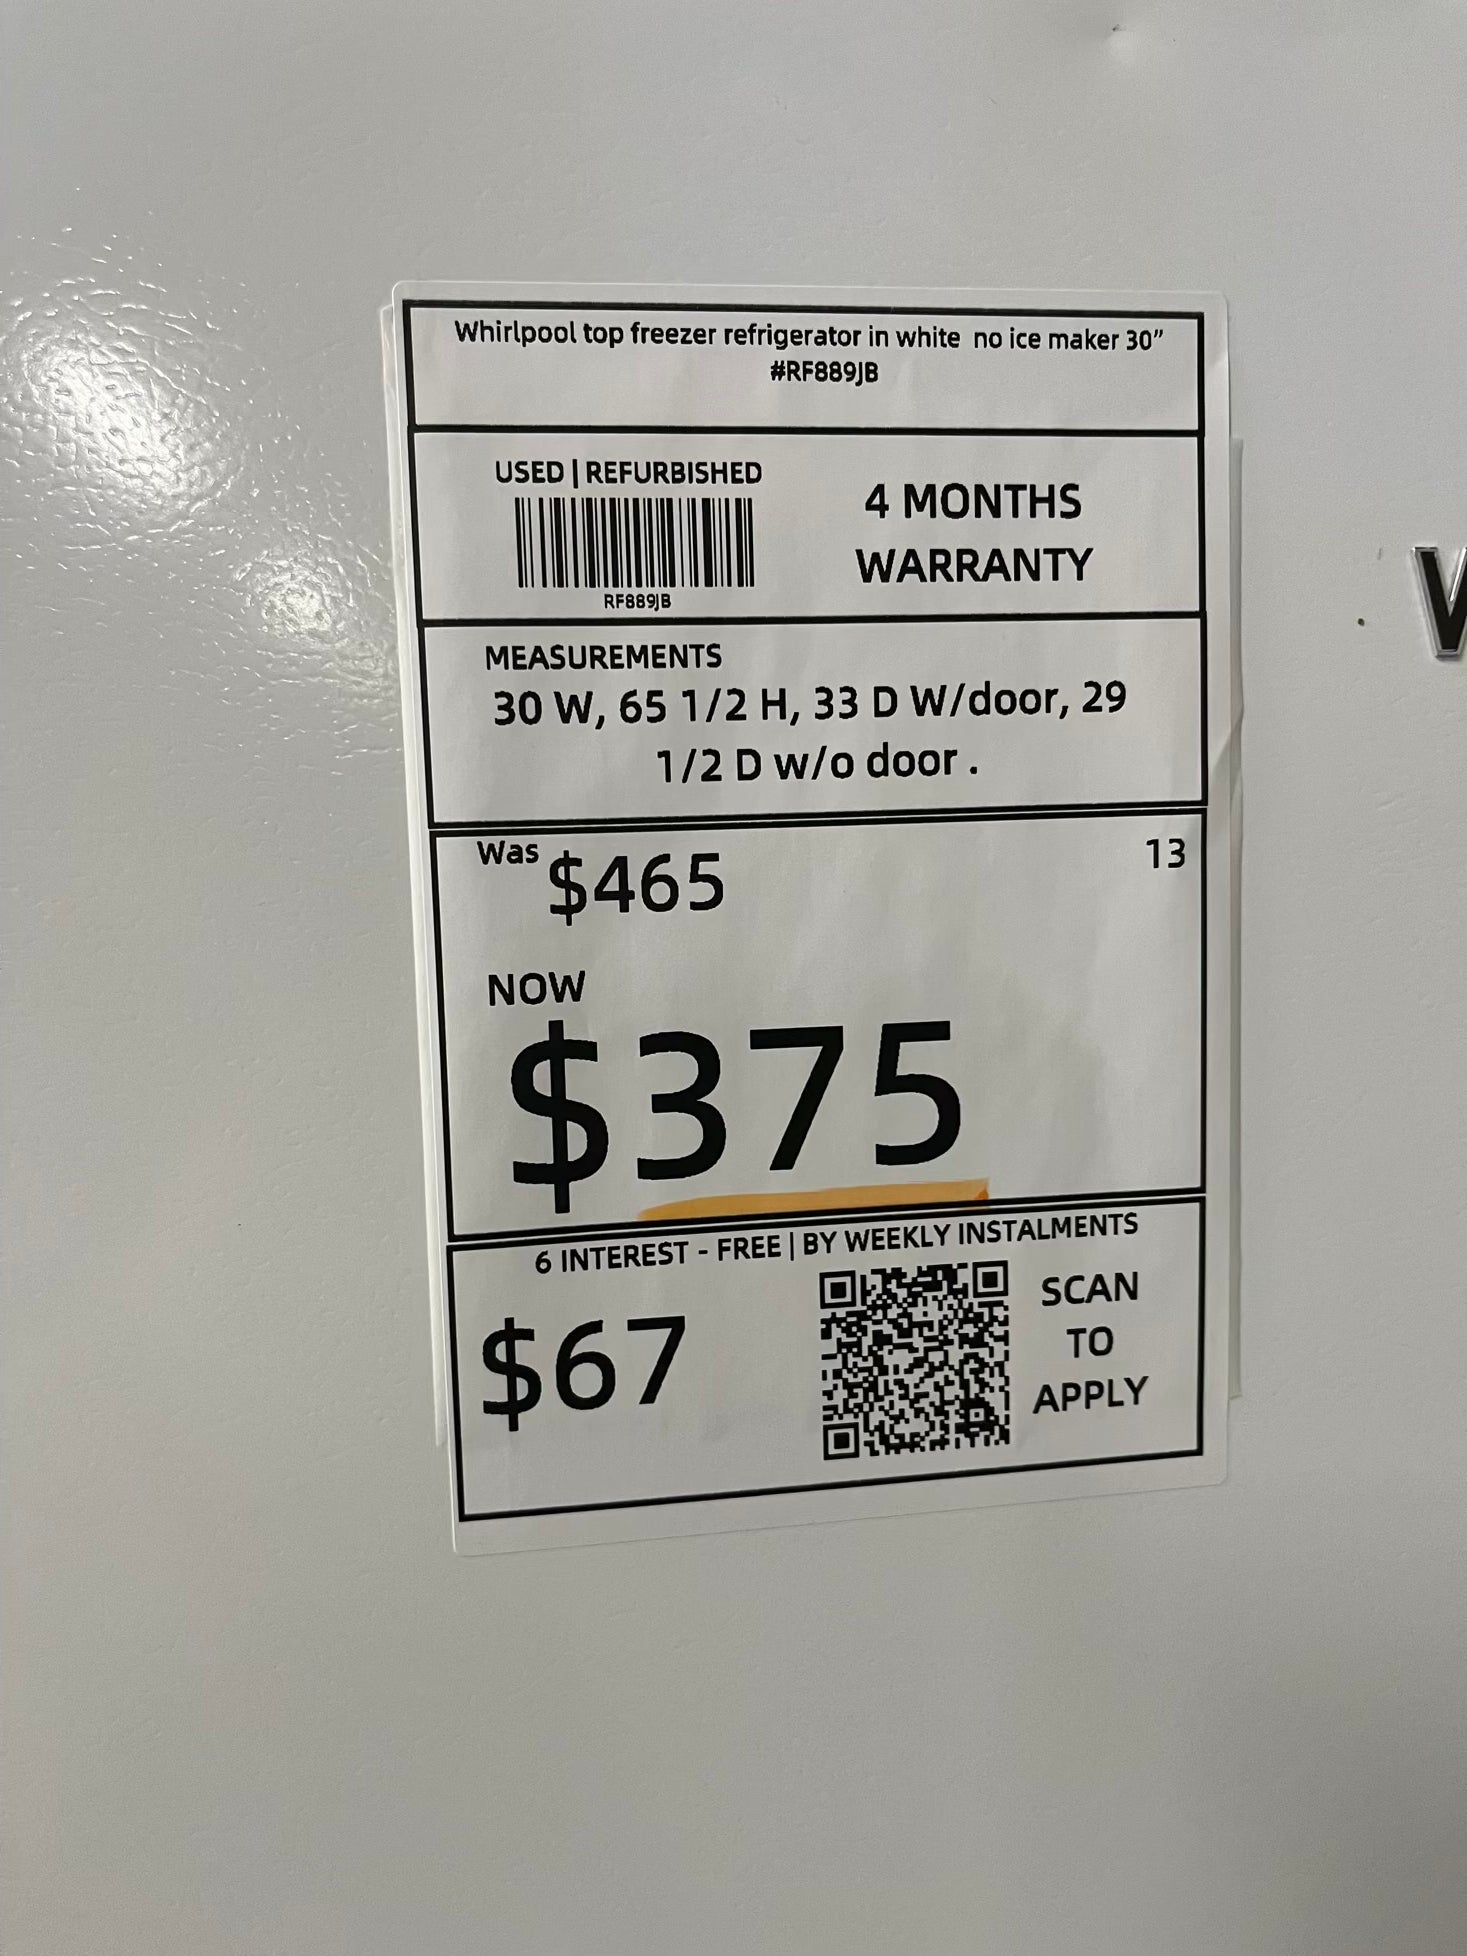 Whirlpool top freezer refrigerator in white  no ice maker 30”
#RF889JB
USED | REFURBISHED
RF889JB
4 MONTHS
WARRANTY
MEASUREMENTS
30 W, 65 1/2 H, 33 D W/door, 29
1/2 D w/o door .
Was $465
13
NOW
$375
6 INTEREST - FREE | BY WEEKLY INSTALMENTS
$67
SCAN
TO
APPLY